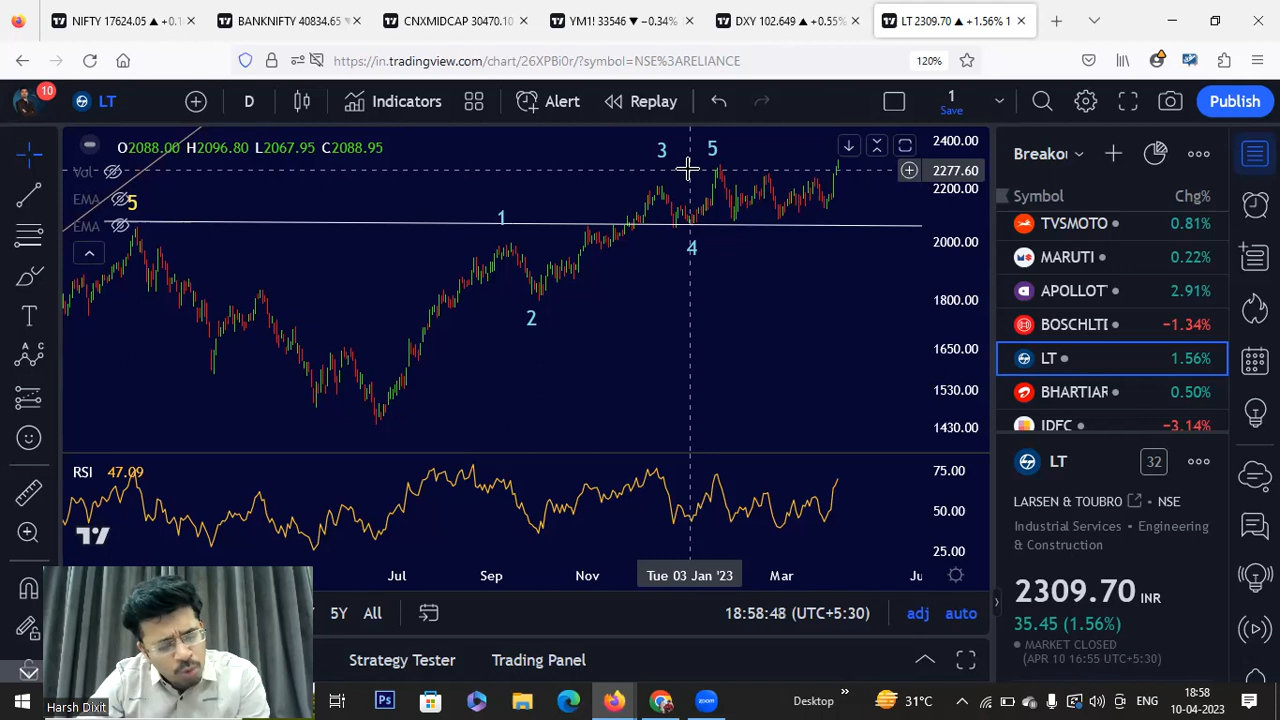 NIFTY 17624.05 ▲ +0.1
BANKNIFTY 40834.65
CNXMIDCAP 30470.10
YM1! 33546 ▼ −0.34%
DXY 102.649 ▲ +0.55%
LT 2309.70 ▲ +1.56% 1
https://in.tradingview.com/chart/26XPBi0r/?symbol=NSE%3ARELIANCE
120%
10
LT
D
Indicators
Alert
Replay
1
Save
Publish
O2088.00 H2096.80 L2067.95 C2088.95
Vol
EMA
EMA
5
1
2
3
4
5
2400.00
2277.60
2200.00
2000.00
1800.00
1650.00
1530.00
1430.00
RSI 47.09
75.00
50.00
25.00
Jul
Sep
Nov
Tue 03 Jan '23
Mar
Ju
5Y
All
18:58:48 (UTC+5:30)
adj
auto
Strategy Tester
Trading Panel
Breakou
Symbol
Chg%
TVSMOTO 0.81%
MARUTI 0.22%
APOLLOT 2.91%
BOSCHLTI −1.34%
LT 1.56%
BHARTIAR 0.50%
IDFC −3.14%
LT
32
LARSEN & TOUBRO • NSE
Industrial Services • Engineering
& Construction
2309.70 INR
35.45 (1.56%)
MARKET CLOSED
(APR 10 16:55 UTC+5:30)
Harsh Dixit
Ps
zoom
Desktop
31°C
ENG
18:58
10-04-2023